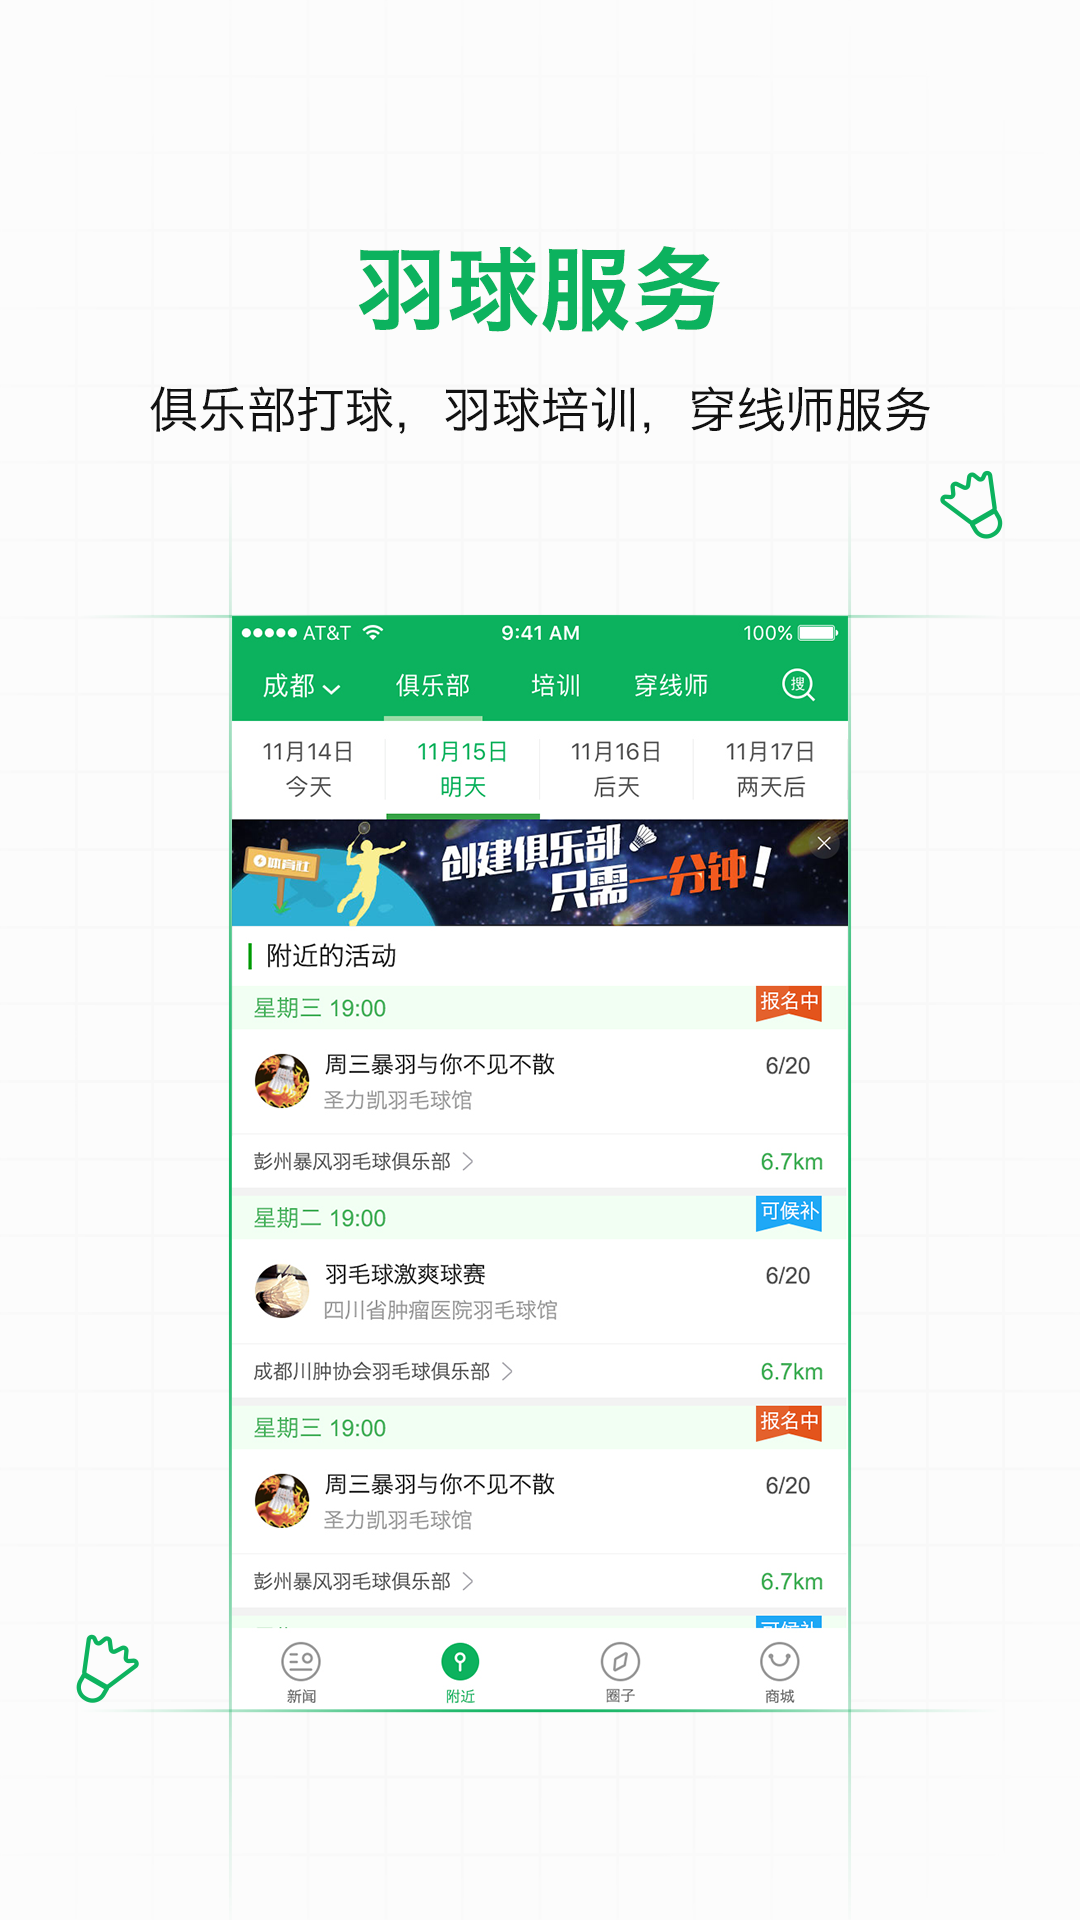 羽球服务
俱乐部打球，羽球培训，穿线师服务
AT&T 9:41 AM 100%
成都 俱乐部 培训 穿线师 搜
11月14日 11月15日 11月16日 11月17日
今天 明天 后天 两天后
体育灶
创建俱乐部
只需一分钟！
附近的活动
星期三 19:00 报名中
周三暴羽与你不见不散 6/20
圣力凯羽毛球馆
彭州暴风羽毛球俱乐部 6.7km
星期二 19:00 可候补
羽毛球激爽球赛 6/20
四川省肿瘤医院羽毛球馆
成都川肿协会羽毛球俱乐部 6.7km
星期三 19:00 报名中
周三暴羽与你不见不散 6/20
圣力凯羽毛球馆
彭州暴风羽毛球俱乐部 6.7km
可候补
新闻 附近 圈子 商城